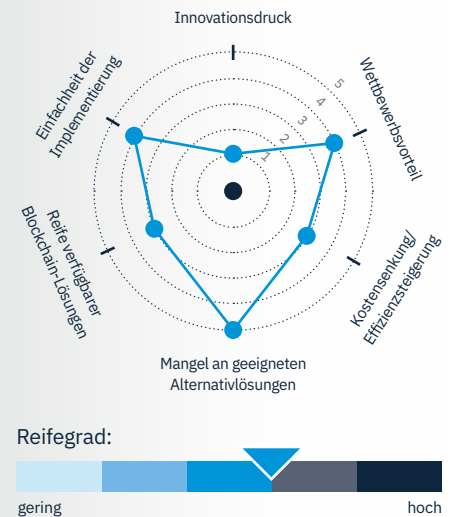 Innovationsdruck
Einfachheit der
Implementierung
Wettbewerbsvorteil
5
4
3
2
1
Reife verfügbarer
Blockchain-Lösungen
Kostensenkung/
Effizienzsteigerung
Mangel an geeigneten
Alternativlösungen
Reifegrad:
gering
hoch